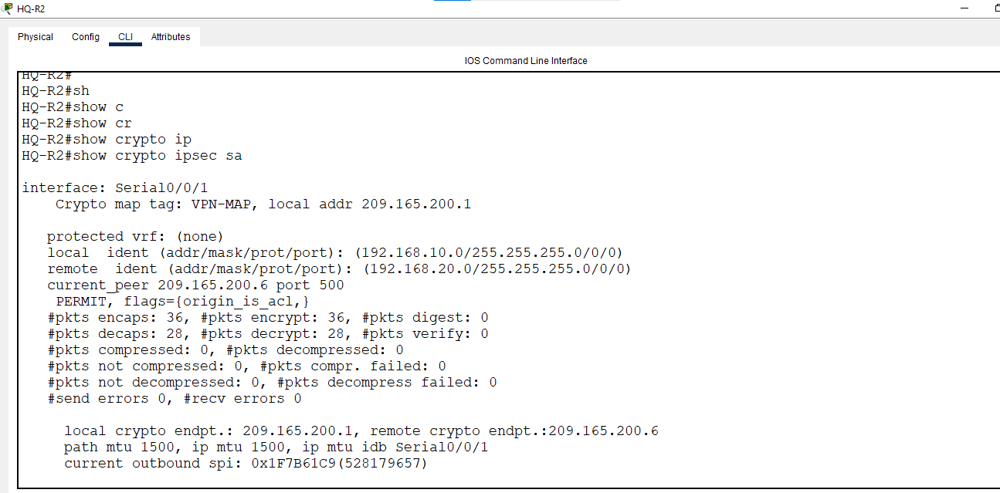 HQ-R2
Physical Config CLI Attributes
IOS Command Line Interface
HQ-R2#
HQ-R2#sh
HQ-R2#show c
HQ-R2#show cr
HQ-R2#show crypto ip
HQ-R2#show crypto ipsec sa
interface: Serial0/0/1
Crypto map tag: VPN-MAP, local addr 209.165.200.1
protected vrf: (none)
local  ident (addr/mask/prot/port): (192.168.10.0/255.255.255.0/0/0)
remote  ident (addr/mask/prot/port): (192.168.20.0/255.255.255.0/0/0)
current_peer 209.165.200.6 port 500
PERMIT, flags={origin_is_acl,}
#pkts encaps: 36, #pkts encrypt: 36, #pkts digest: 0
#pkts decaps: 28, #pkts decrypt: 28, #pkts verify: 0
#pkts compressed: 0, #pkts decompressed: 0
#pkts not compressed: 0, #pkts compr. failed: 0
#pkts not decompressed: 0, #pkts decompress failed: 0
#send errors 0, #recv errors 0
local crypto endpt.: 209.165.200.1, remote crypto endpt.:209.165.200.6
path mtu 1500, ip mtu 1500, ip mtu idb Serial0/0/1
current outbound spi: 0x1F7B61C9(528179657)